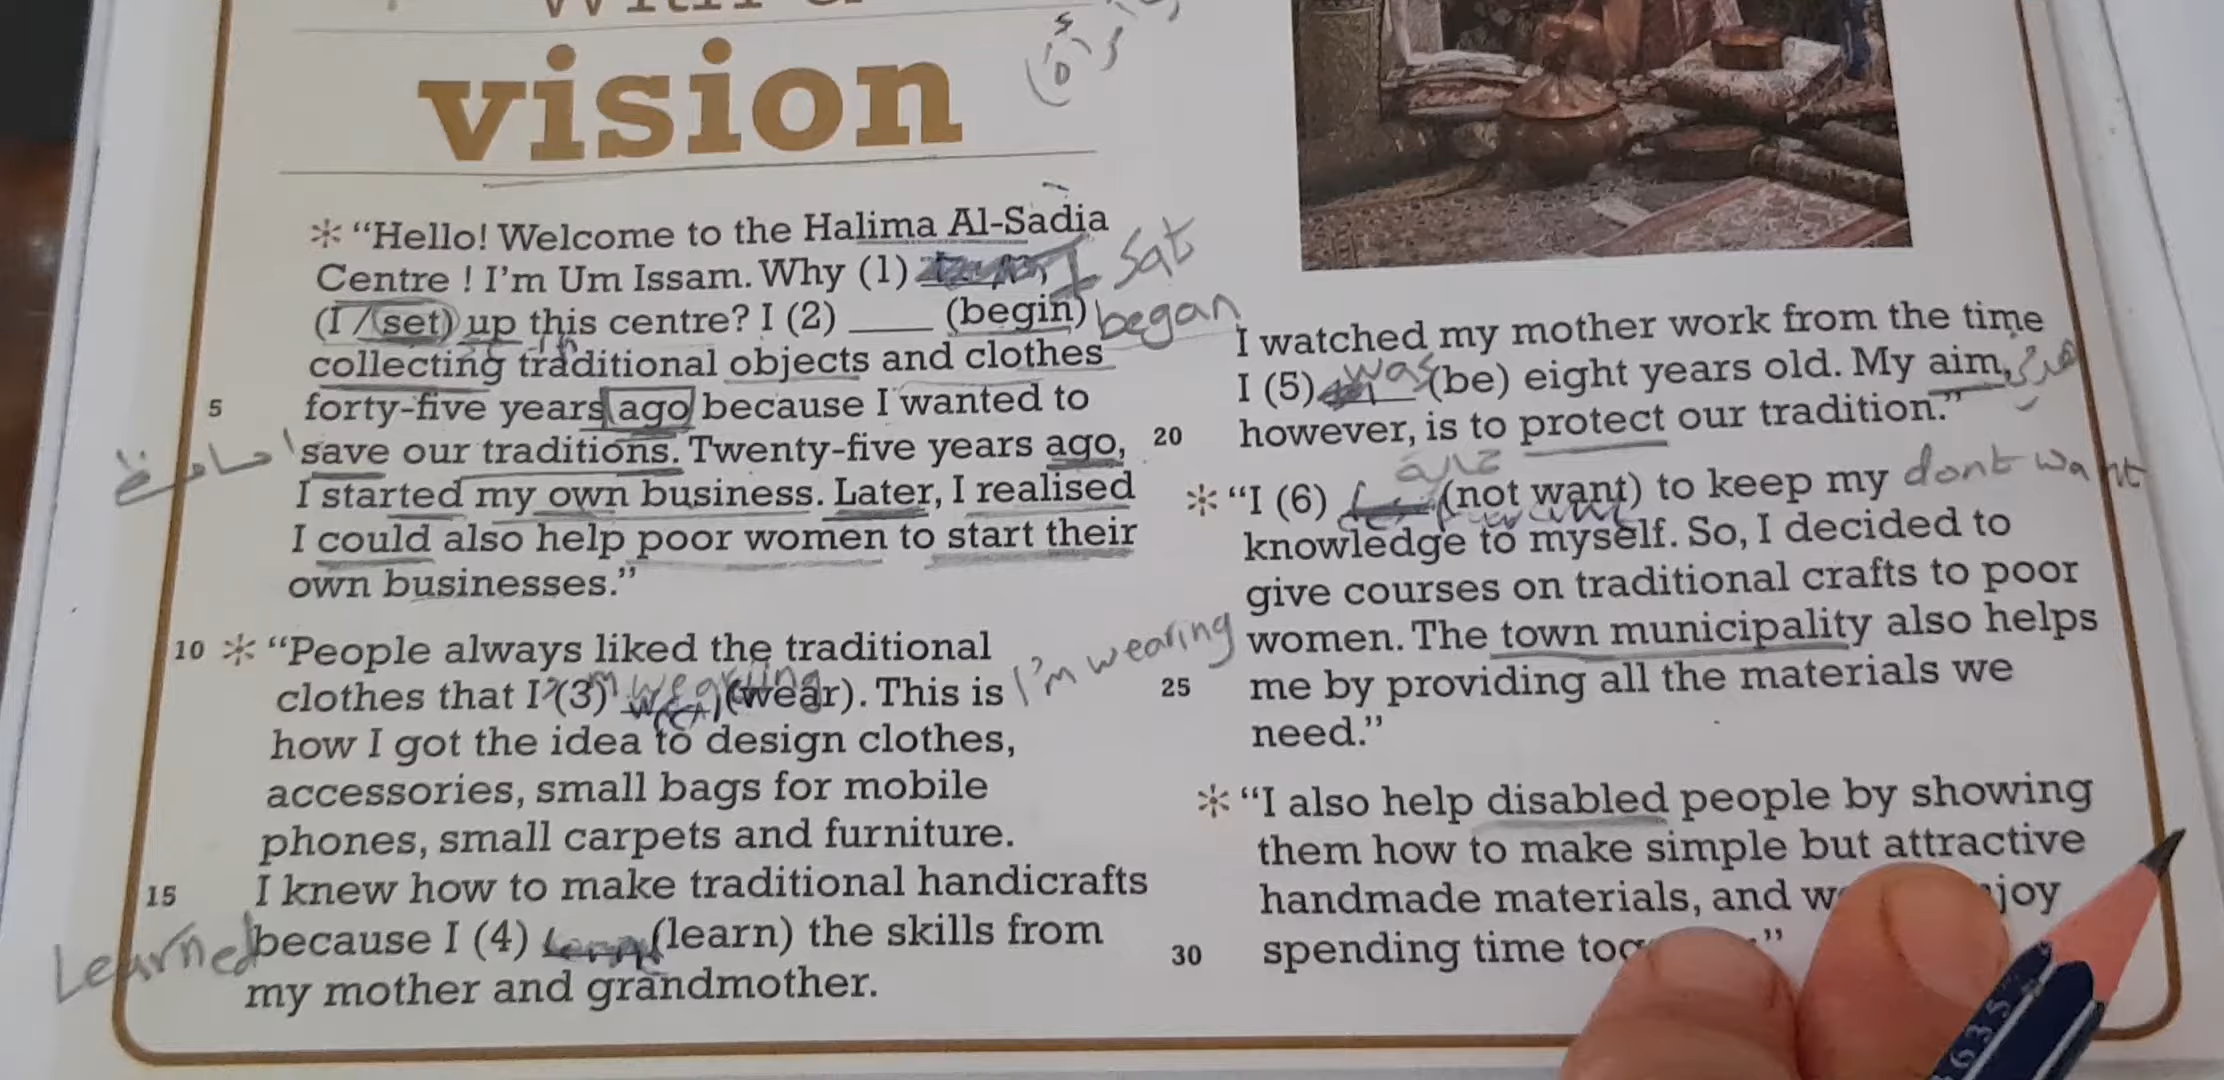 vision
* "Hello! Welcome to the Halima Al-Sadia
Centre ! I'm Um Issam. Why (1) I Sat
(I / set) up this centre? I (2) ____ (begin) began
collecting traditional objects and clothes
5 forty-five years ago because I wanted to
save our traditions. Twenty-five years ago,
I started my own business. Later, I realised
I could also help poor women to start their
own businesses."
10 * "People always liked the traditional
clothes that I (3) (wear). This is I'm wearing
how I got the idea to design clothes,
accessories, small bags for mobile
phones, small carpets and furniture.
15 I knew how to make traditional handicrafts
Learned because I (4) (learn) the skills from
my mother and grandmother.
I watched my mother work from the time
I (5) was (be) eight years old. My aim,
20 however, is to protect our tradition."
* "I (6) (not want) to keep my dont want
knowledge to myself. So, I decided to
give courses on traditional crafts to poor
women. The town municipality also helps
25 me by providing all the materials we
need."
* "I also help disabled people by showing
them how to make simple but attractive
handmade materials, and
30 spending time
635